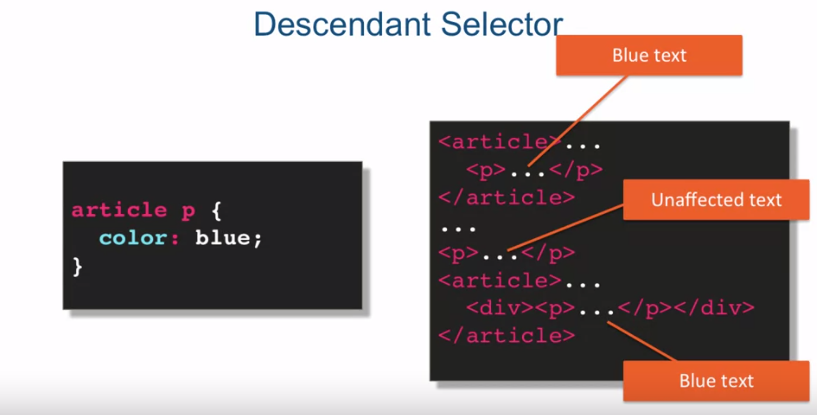 Descendant Selector
Blue text
article p {
color: blue;
}
<article>...
<p>...</p>
</article>
Unaffected text
...
<p>...</p>
<article>...
<div><p>...</p></div>
</article>
Blue text